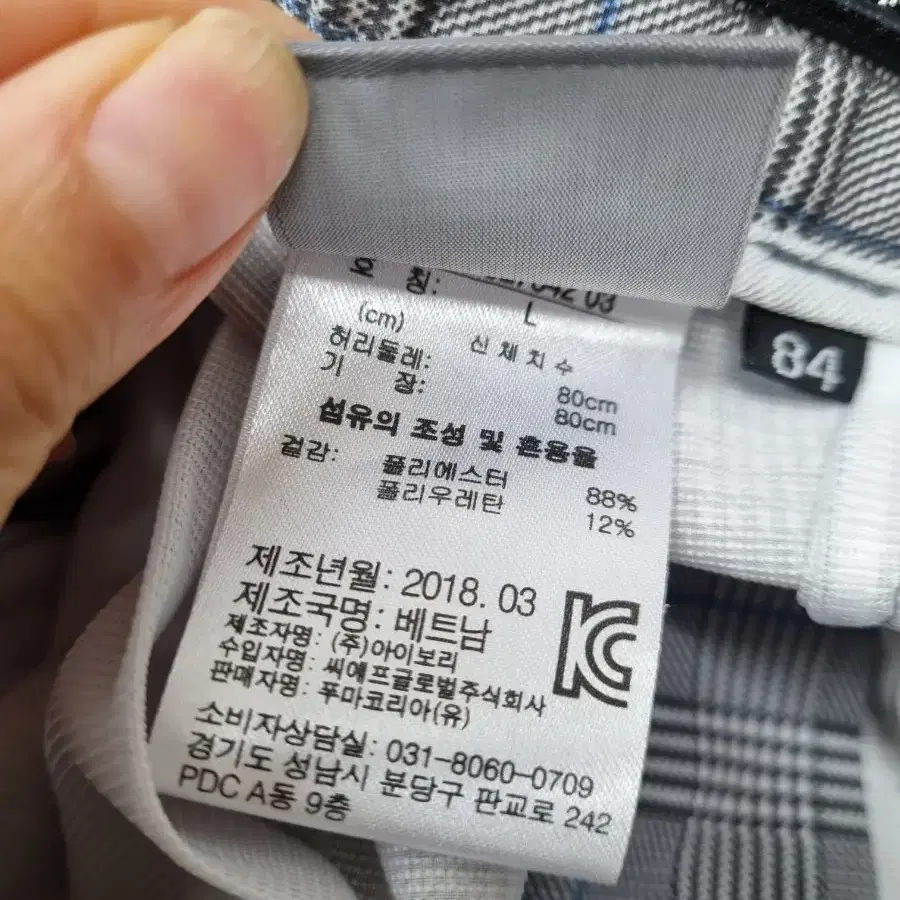 호 칭: L
(cm) 신체치수
허리둘레: 80cm
기 장: 80cm
섬유의 조성 및 혼용율
겉감: 폴리에스터 88%
폴리우레탄 12%
제조년월: 2018. 03
제조국명: 베트남
제조자명: (주)아이보리
수입자명: 씨에프글로벌주식회사
판매자명: 푸마코리아(유)
소비자상담실: 031-8060-0709
경기도 성남시 분당구 판교로 242
PDC A동 9층
84